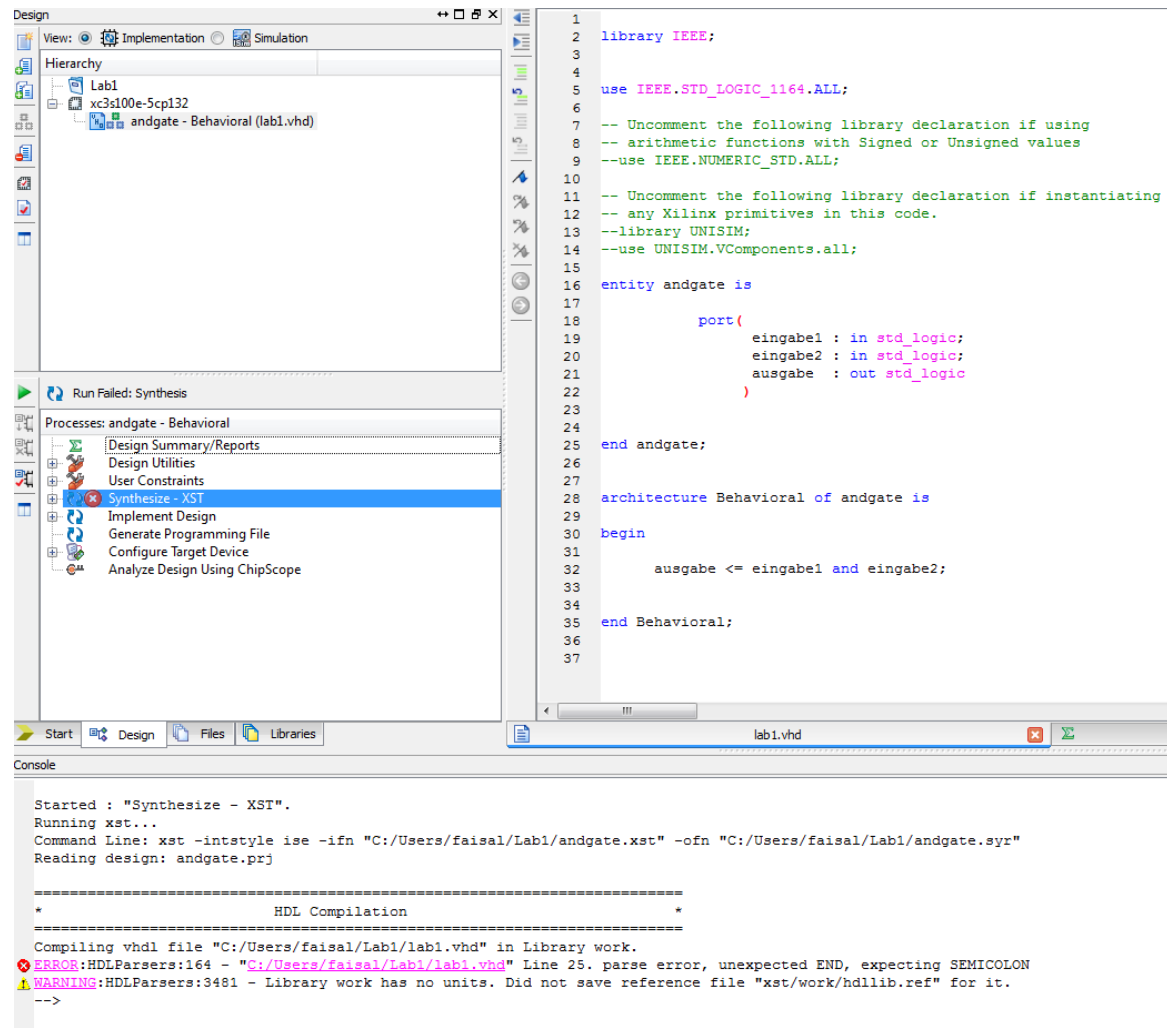 Design
View: Implementation Simulation
Hierarchy
Lab1
xc3s100e-5cp132
andgate - Behavioral (lab1.vhd)
Run Failed: Synthesis
Processes: andgate - Behavioral
Design Summary/Reports
Design Utilities
User Constraints
Synthesize - XST
Implement Design
Generate Programming File
Configure Target Device
Analyze Design Using ChipScope
Start Design Files Libraries
1
2 library IEEE;
3
4
5 use IEEE.STD_LOGIC_1164.ALL;
6
7 -- Uncomment the following library declaration if using
8 -- arithmetic functions with Signed or Unsigned values
9 --use IEEE.NUMERIC_STD.ALL;
10
11 -- Uncomment the following library declaration if instantiating
12 -- any Xilinx primitives in this code.
13 --library UNISIM;
14 --use UNISIM.VComponents.all;
15
16 entity andgate is
17
18 port(
19 eingabe1 : in std_logic;
20 eingabe2 : in std_logic;
21 ausgabe : out std_logic
22 )
23
24
25 end andgate;
26
27
28 architecture Behavioral of andgate is
29
30 begin
31
32 ausgabe <= eingabe1 and eingabe2;
33
34
35 end Behavioral;
36
37
lab1.vhd
Console
Started : "Synthesize - XST".
Running xst...
Command Line: xst -intstyle ise -ifn "C:/Users/faisal/Lab1/andgate.xst" -ofn "C:/Users/faisal/Lab1/andgate.syr"
Reading design: andgate.prj
=========================================================================
* HDL Compilation *
=========================================================================
Compiling vhdl file "C:/Users/faisal/Lab1/lab1.vhd" in Library work.
ERROR:HDLParsers:164 - "C:/Users/faisal/Lab1/lab1.vhd" Line 25. parse error, unexpected END, expecting SEMICOLON
WARNING:HDLParsers:3481 - Library work has no units. Did not save reference file "xst/work/hdllib.ref" for it.
-->